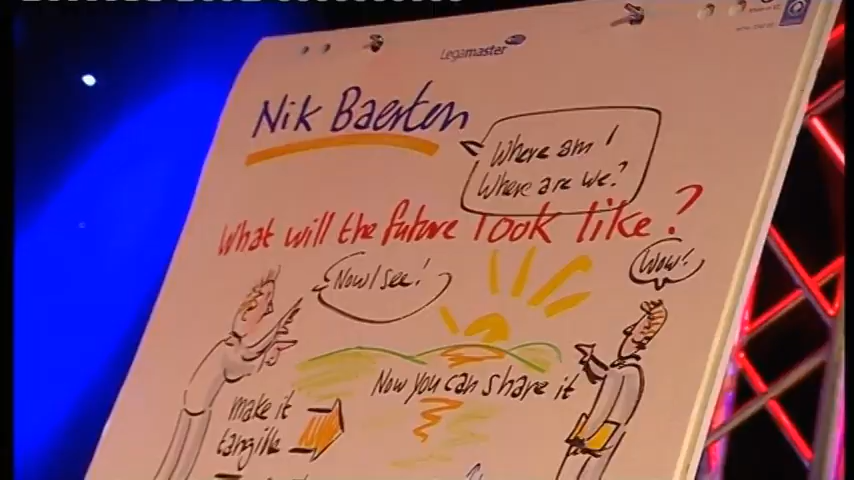 Legamaster
Nik Baerten
Where am I
Where are we?
What will the future look like?
Now I see!
Wow!
Now you can share it
make it
tangible